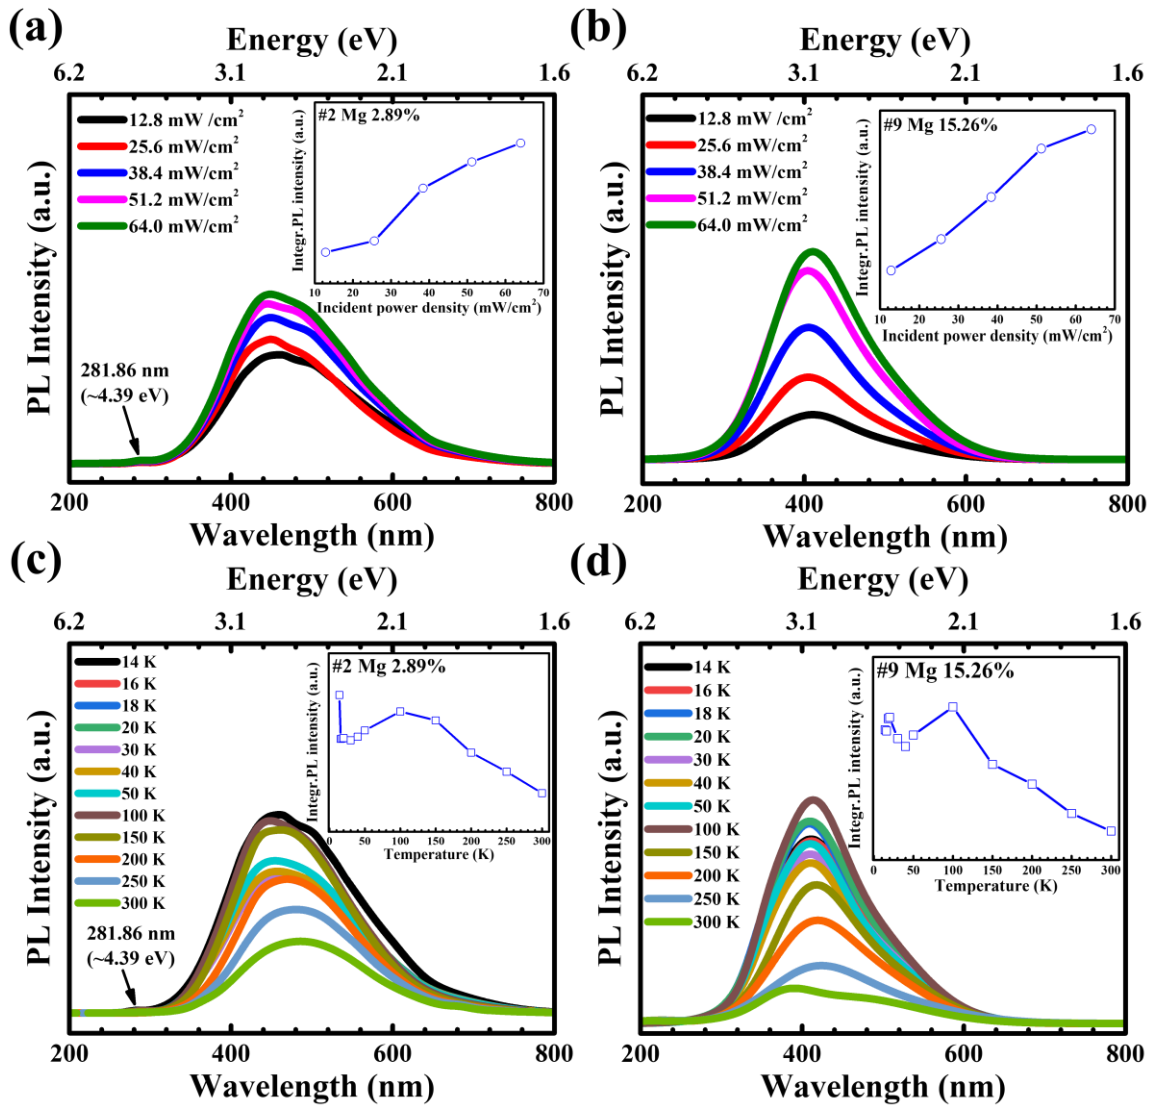 (a)
Energy (eV)
6.2 3.1 2.1 1.6
12.8 mW /cm²
25.6 mW/cm²
38.4 mW/cm²
51.2 mW/cm²
64.0 mW/cm²
#2 Mg 2.89%
Integr.PL intensity (a.u.)
10 20 30 40 50 60 70
Incident power density (mW/cm²)
281.86 nm
(~4.39 eV)
PL Intensity (a.u.)
200 400 600 800
Wavelength (nm)
(b)
Energy (eV)
6.2 3.1 2.1 1.6
12.8 mW /cm²
25.6 mW/cm²
38.4 mW/cm²
51.2 mW/cm²
64.0 mW/cm²
#9 Mg 15.26%
Integr.PL intensity (a.u.)
10 20 30 40 50 60 70
Incident power density (mW/cm²)
PL Intensity (a.u.)
200 400 600 800
Wavelength (nm)
(c)
Energy (eV)
6.2 3.1 2.1 1.6
14 K
16 K
18 K
20 K
30 K
40 K
50 K
100 K
150 K
200 K
250 K
300 K
#2 Mg 2.89%
Integr.PL intensity (a.u.)
0 50 100 150 200 250 300
Temperature (K)
281.86 nm
(~4.39 eV)
PL Intensity (a.u.)
200 400 600 800
Wavelength (nm)
(d)
Energy (eV)
6.2 3.1 2.1 1.6
14 K
16 K
18 K
20 K
30 K
40 K
50 K
100 K
150 K
200 K
250 K
300 K
#9 Mg 15.26%
Integr.PL intensity (a.u.)
0 50 100 150 200 250 300
Temperature (K)
PL Intensity (a.u.)
200 400 600 800
Wavelength (nm)